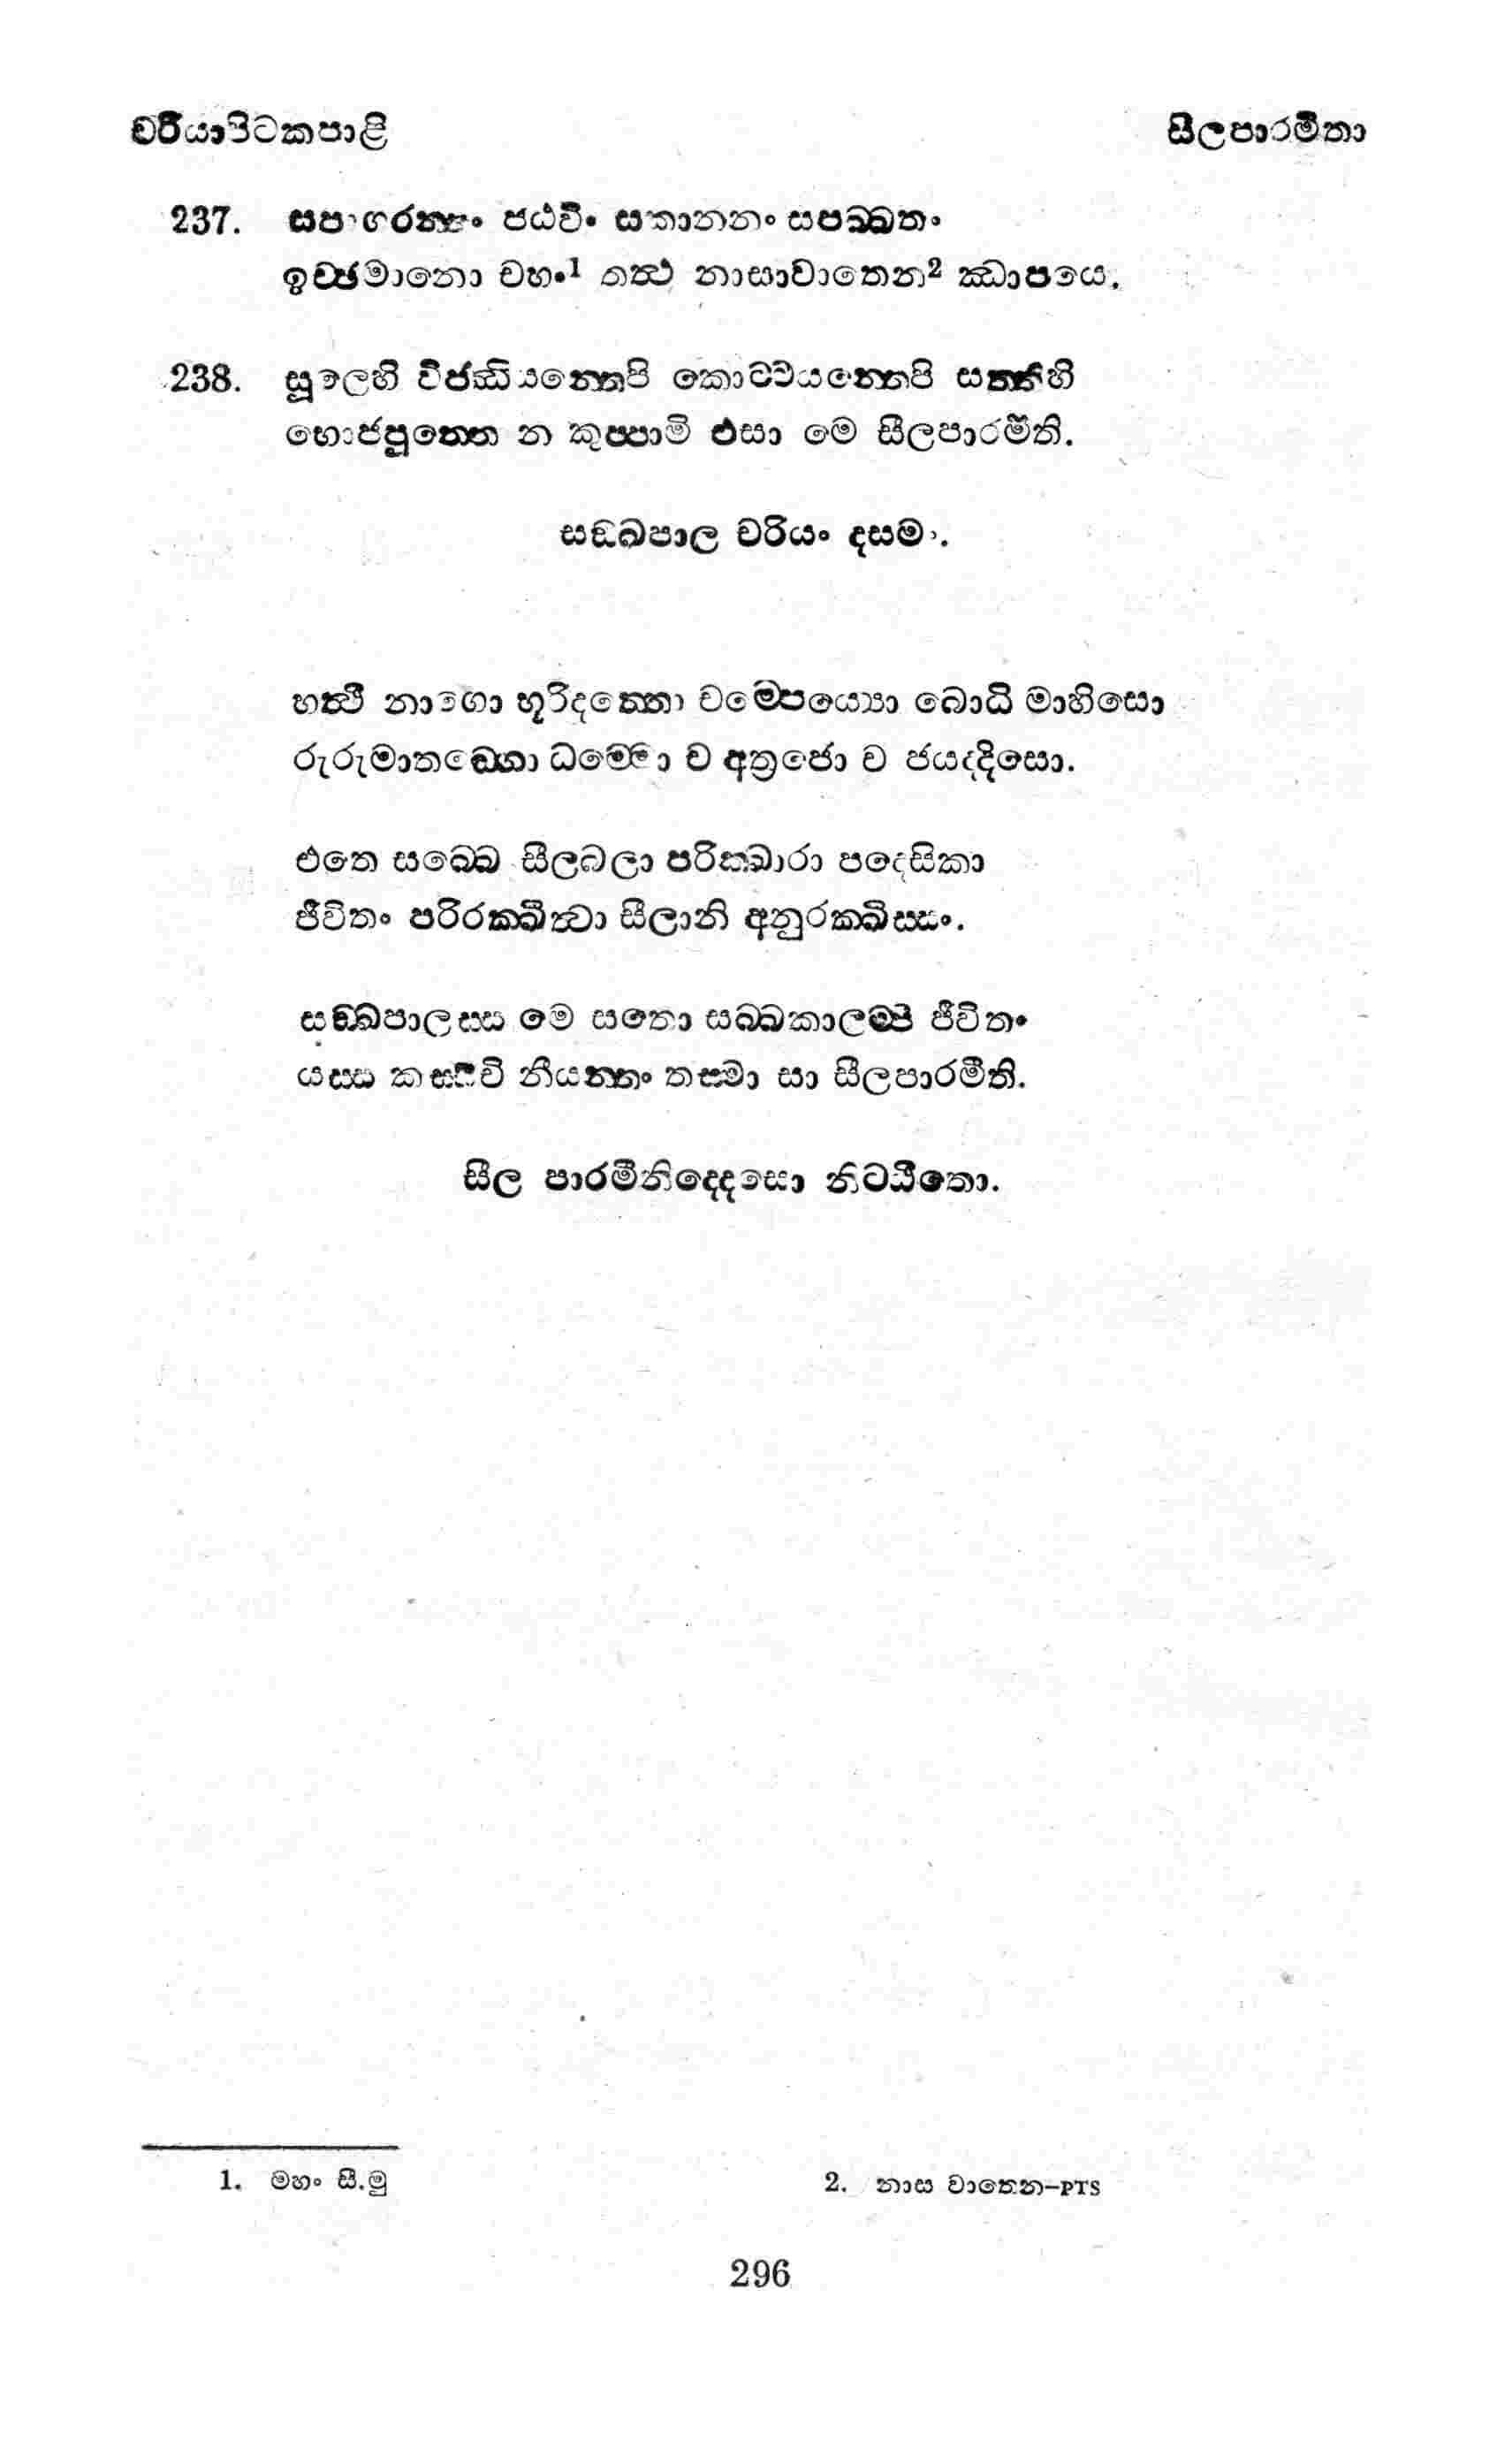 චරියාපිටකපාළි
සීලපාරමිතා
237. සසාගරන්තං පඨවිං සකානනං සපබ්බතං
ඉච්ඡමානො චහං1 තත්ථ නාසාවාතෙන2 ඣාපයෙ.
238. සූලෙහි විජ්ඣියන්තෙපි කොට්ටයන්තෙපි සත්තිහි
භොජපුත්තෙ න කුප්පාමි එසා මෙ සීලපාරමීති.
සඞ්ඛපාල චරියං දසමං.
හත්ථි නාගො භූරිදත්තො චම්පෙය්‍යො බොධි මාහිසො
රුරුමාතඞ්ගො ධම්මො ච අත්‍රජො ච ජයද්දිසො.
එතෙ සබ්බෙ සීලබලා පරික්ඛාරා පදෙසිකා
ජීවිතං පරිරක්ඛිත්වා සීලානි අනුරක්ඛිස්සං.
සඞ්ඛපාලස්ස මෙ සතො සබ්බකාලම්පි ජීවිතං
යස්ස කස්සචි නීයන්තං තස්මා සා සීලපාරමීති.
සීල පාරමීනිද්දෙසො නිට්ඨිතො.
1. මහං සී.මු
2. නාස වාතෙන–PTS
296